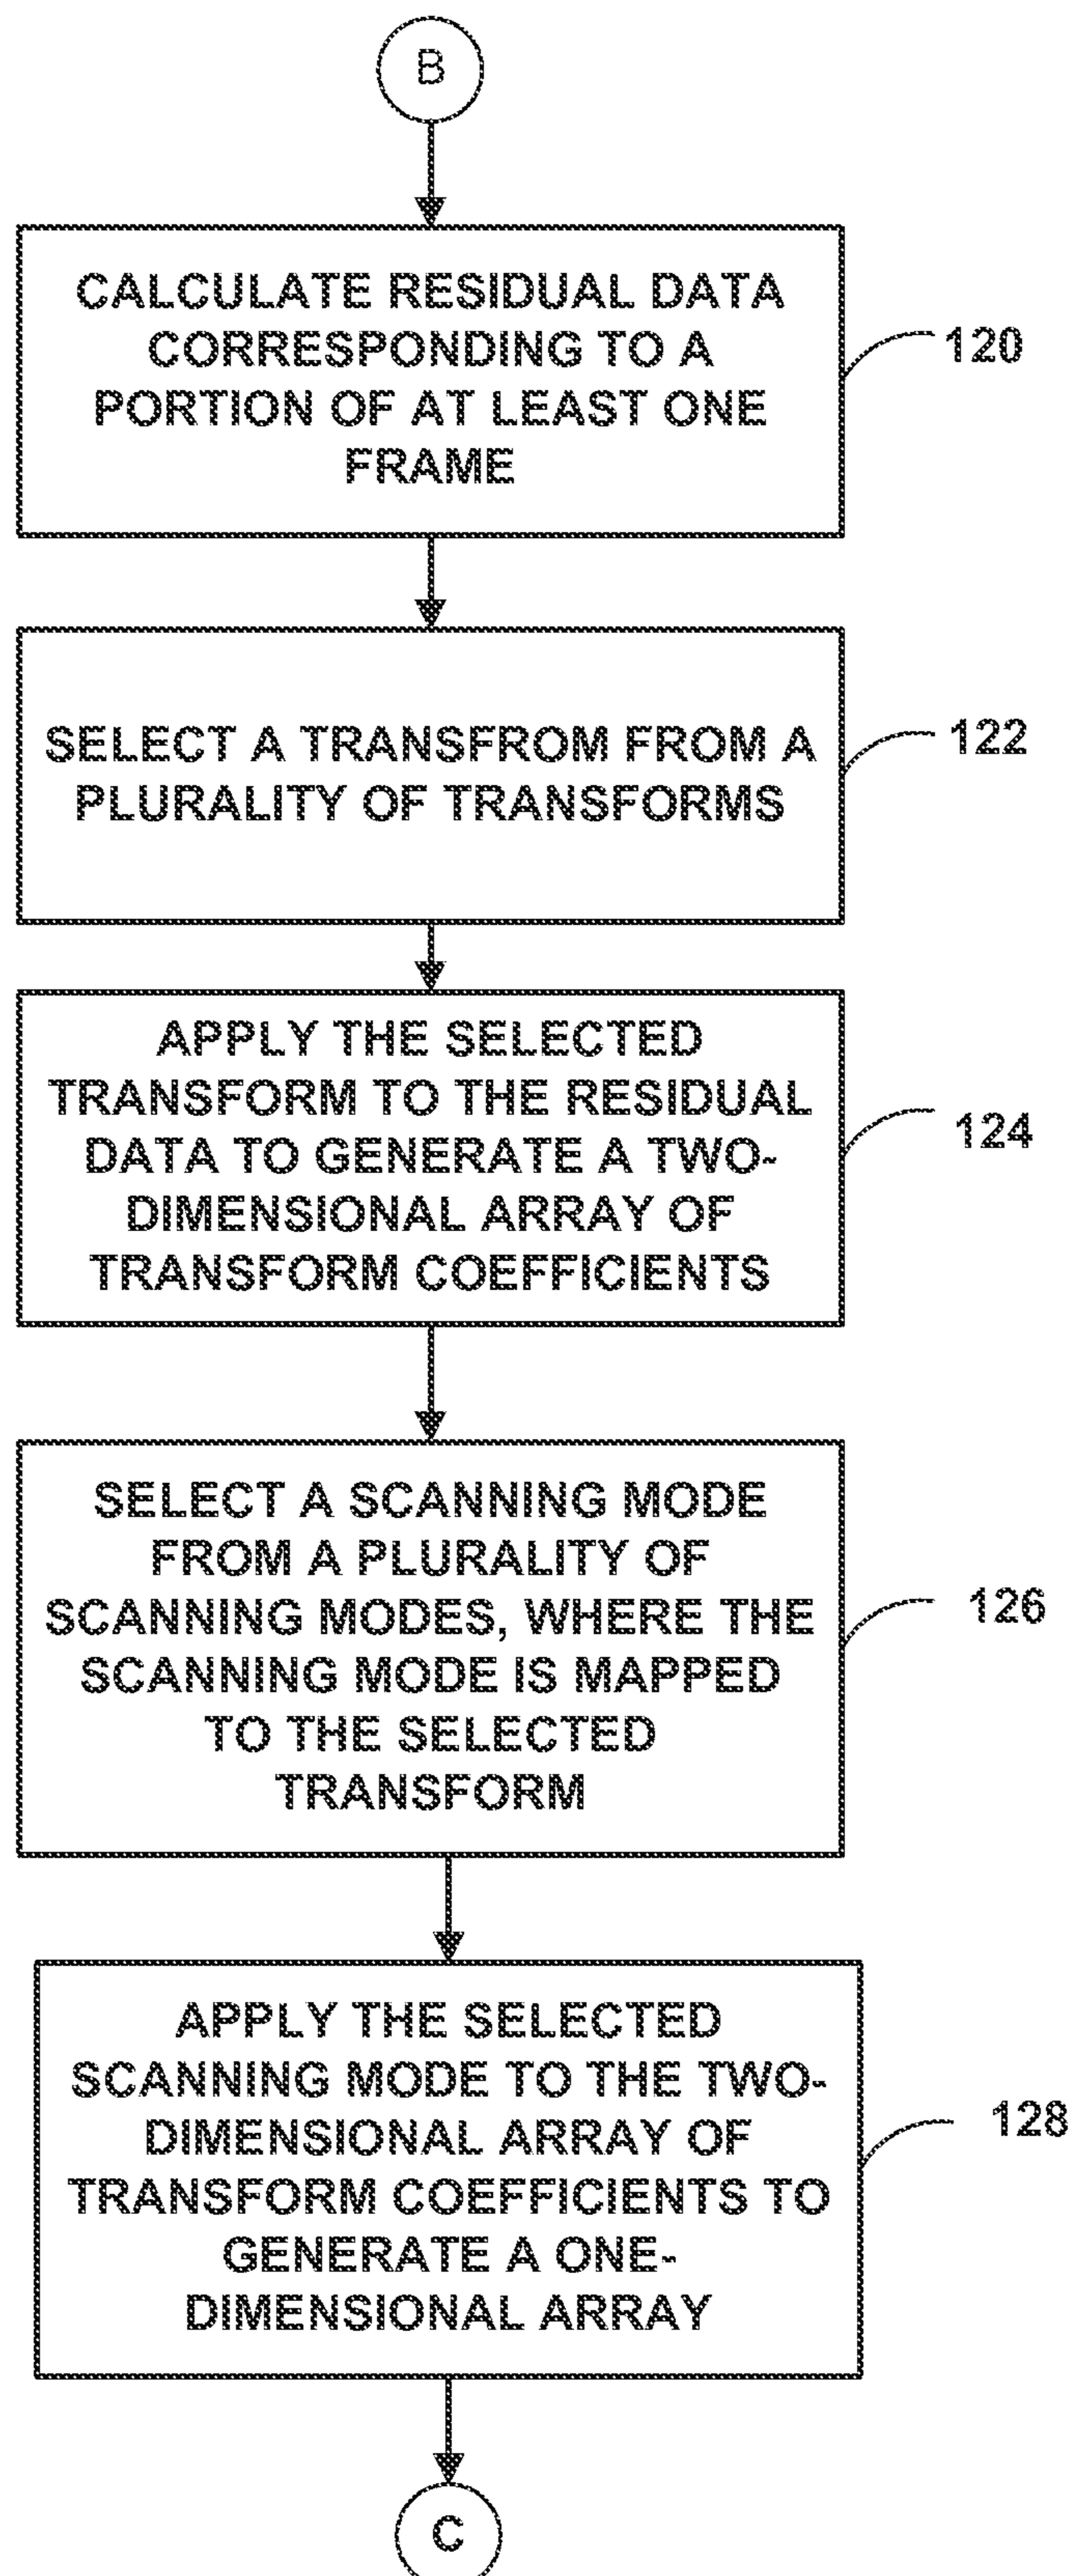 B
CALCULATE RESIDUAL DATA
CORRESPONDING TO A
PORTION OF AT LEAST ONE
FRAME
120
SELECT A TRANSFROM FROM A
PLURALITY OF TRANSFORMS
122
APPLY THE SELECTED
TRANSFORM TO THE RESIDUAL
DATA TO GENERATE A TWO-
DIMENSIONAL ARRAY OF
TRANSFORM COEFFICIENTS
124
SELECT A SCANNING MODE
FROM A PLURALITY OF
SCANNING MODES, WHERE THE
SCANNING MODE IS MAPPED
TO THE SELECTED
TRANSFORM
126
APPLY THE SELECTED
SCANNING MODE TO THE TWO-
DIMENSIONAL ARRAY OF
TRANSFORM COEFFICIENTS TO
GENERATE A ONE-
DIMENSIONAL ARRAY
128
C